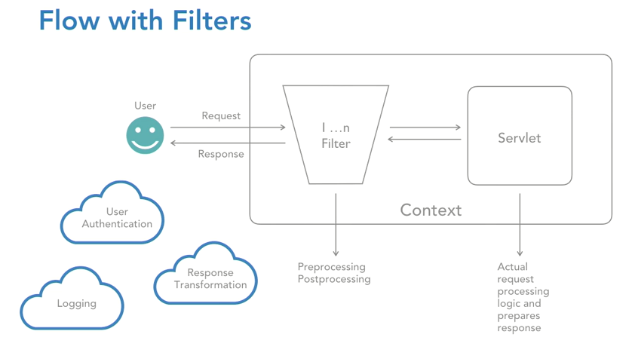 Flow with Filters
User
Request
Response
1 ...n
Filter
Servlet
Context
User
Authentication
Response
Transformation
Logging
Preprocessing
Postprocessing
Actual
request
processing
logic and
prepares
response